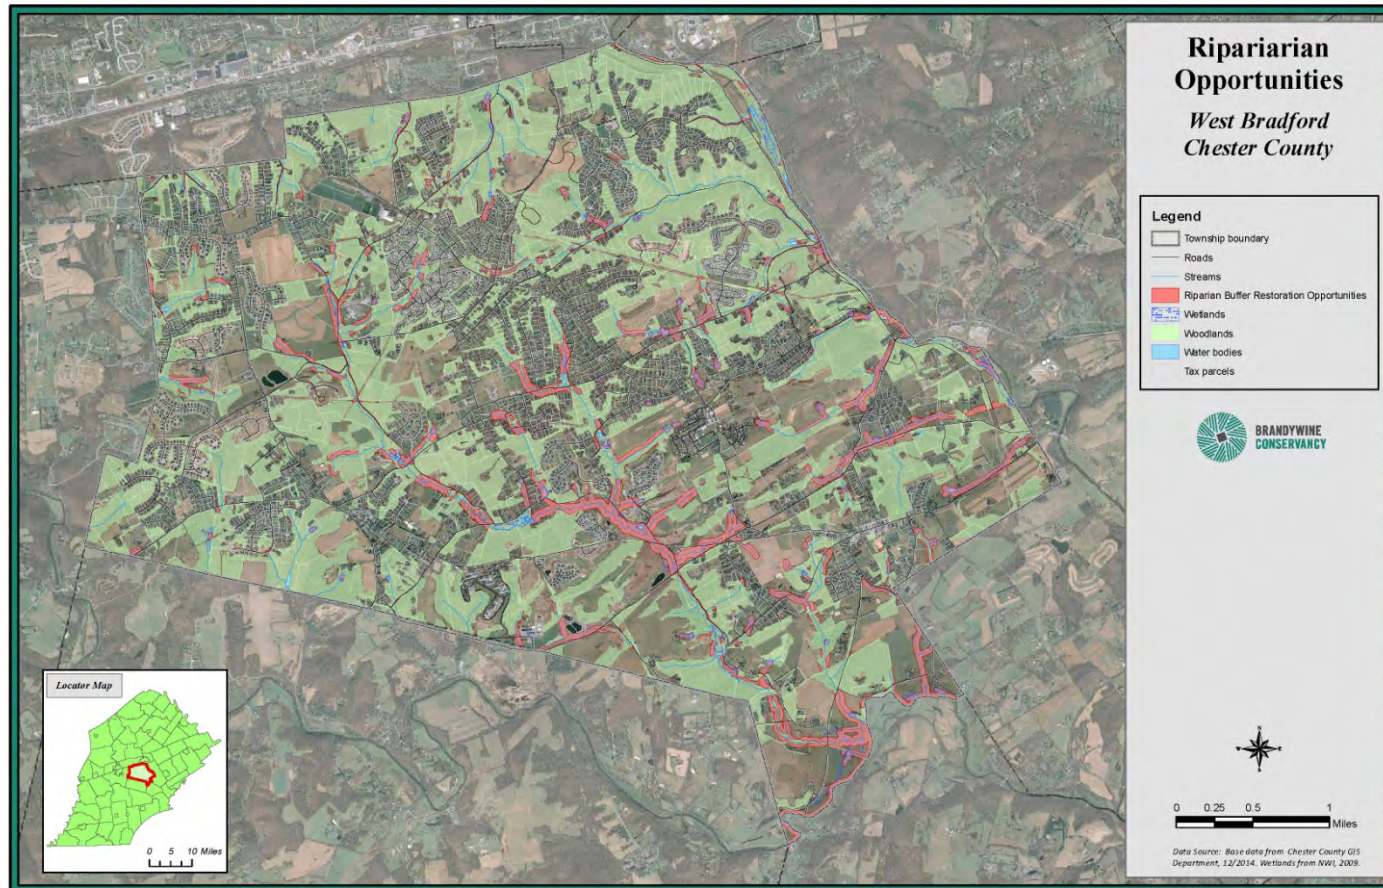 Ripariarian
Opportunities
West Bradford
Chester County
Legend
Township boundary
Roads
Streams
Riparian Buffer Restoration Opportunities
Wetlands
Woodlands
Water bodies
Tax parcels
BRANDYWINE
CONSERVANCY
N
W E
S
0 0.25 0.5 1
Miles
Data Source: Base data from Chester County GIS
Department, 12/2014. Wetlands from NWI, 2009.
Locator Map
0 5 10 Miles